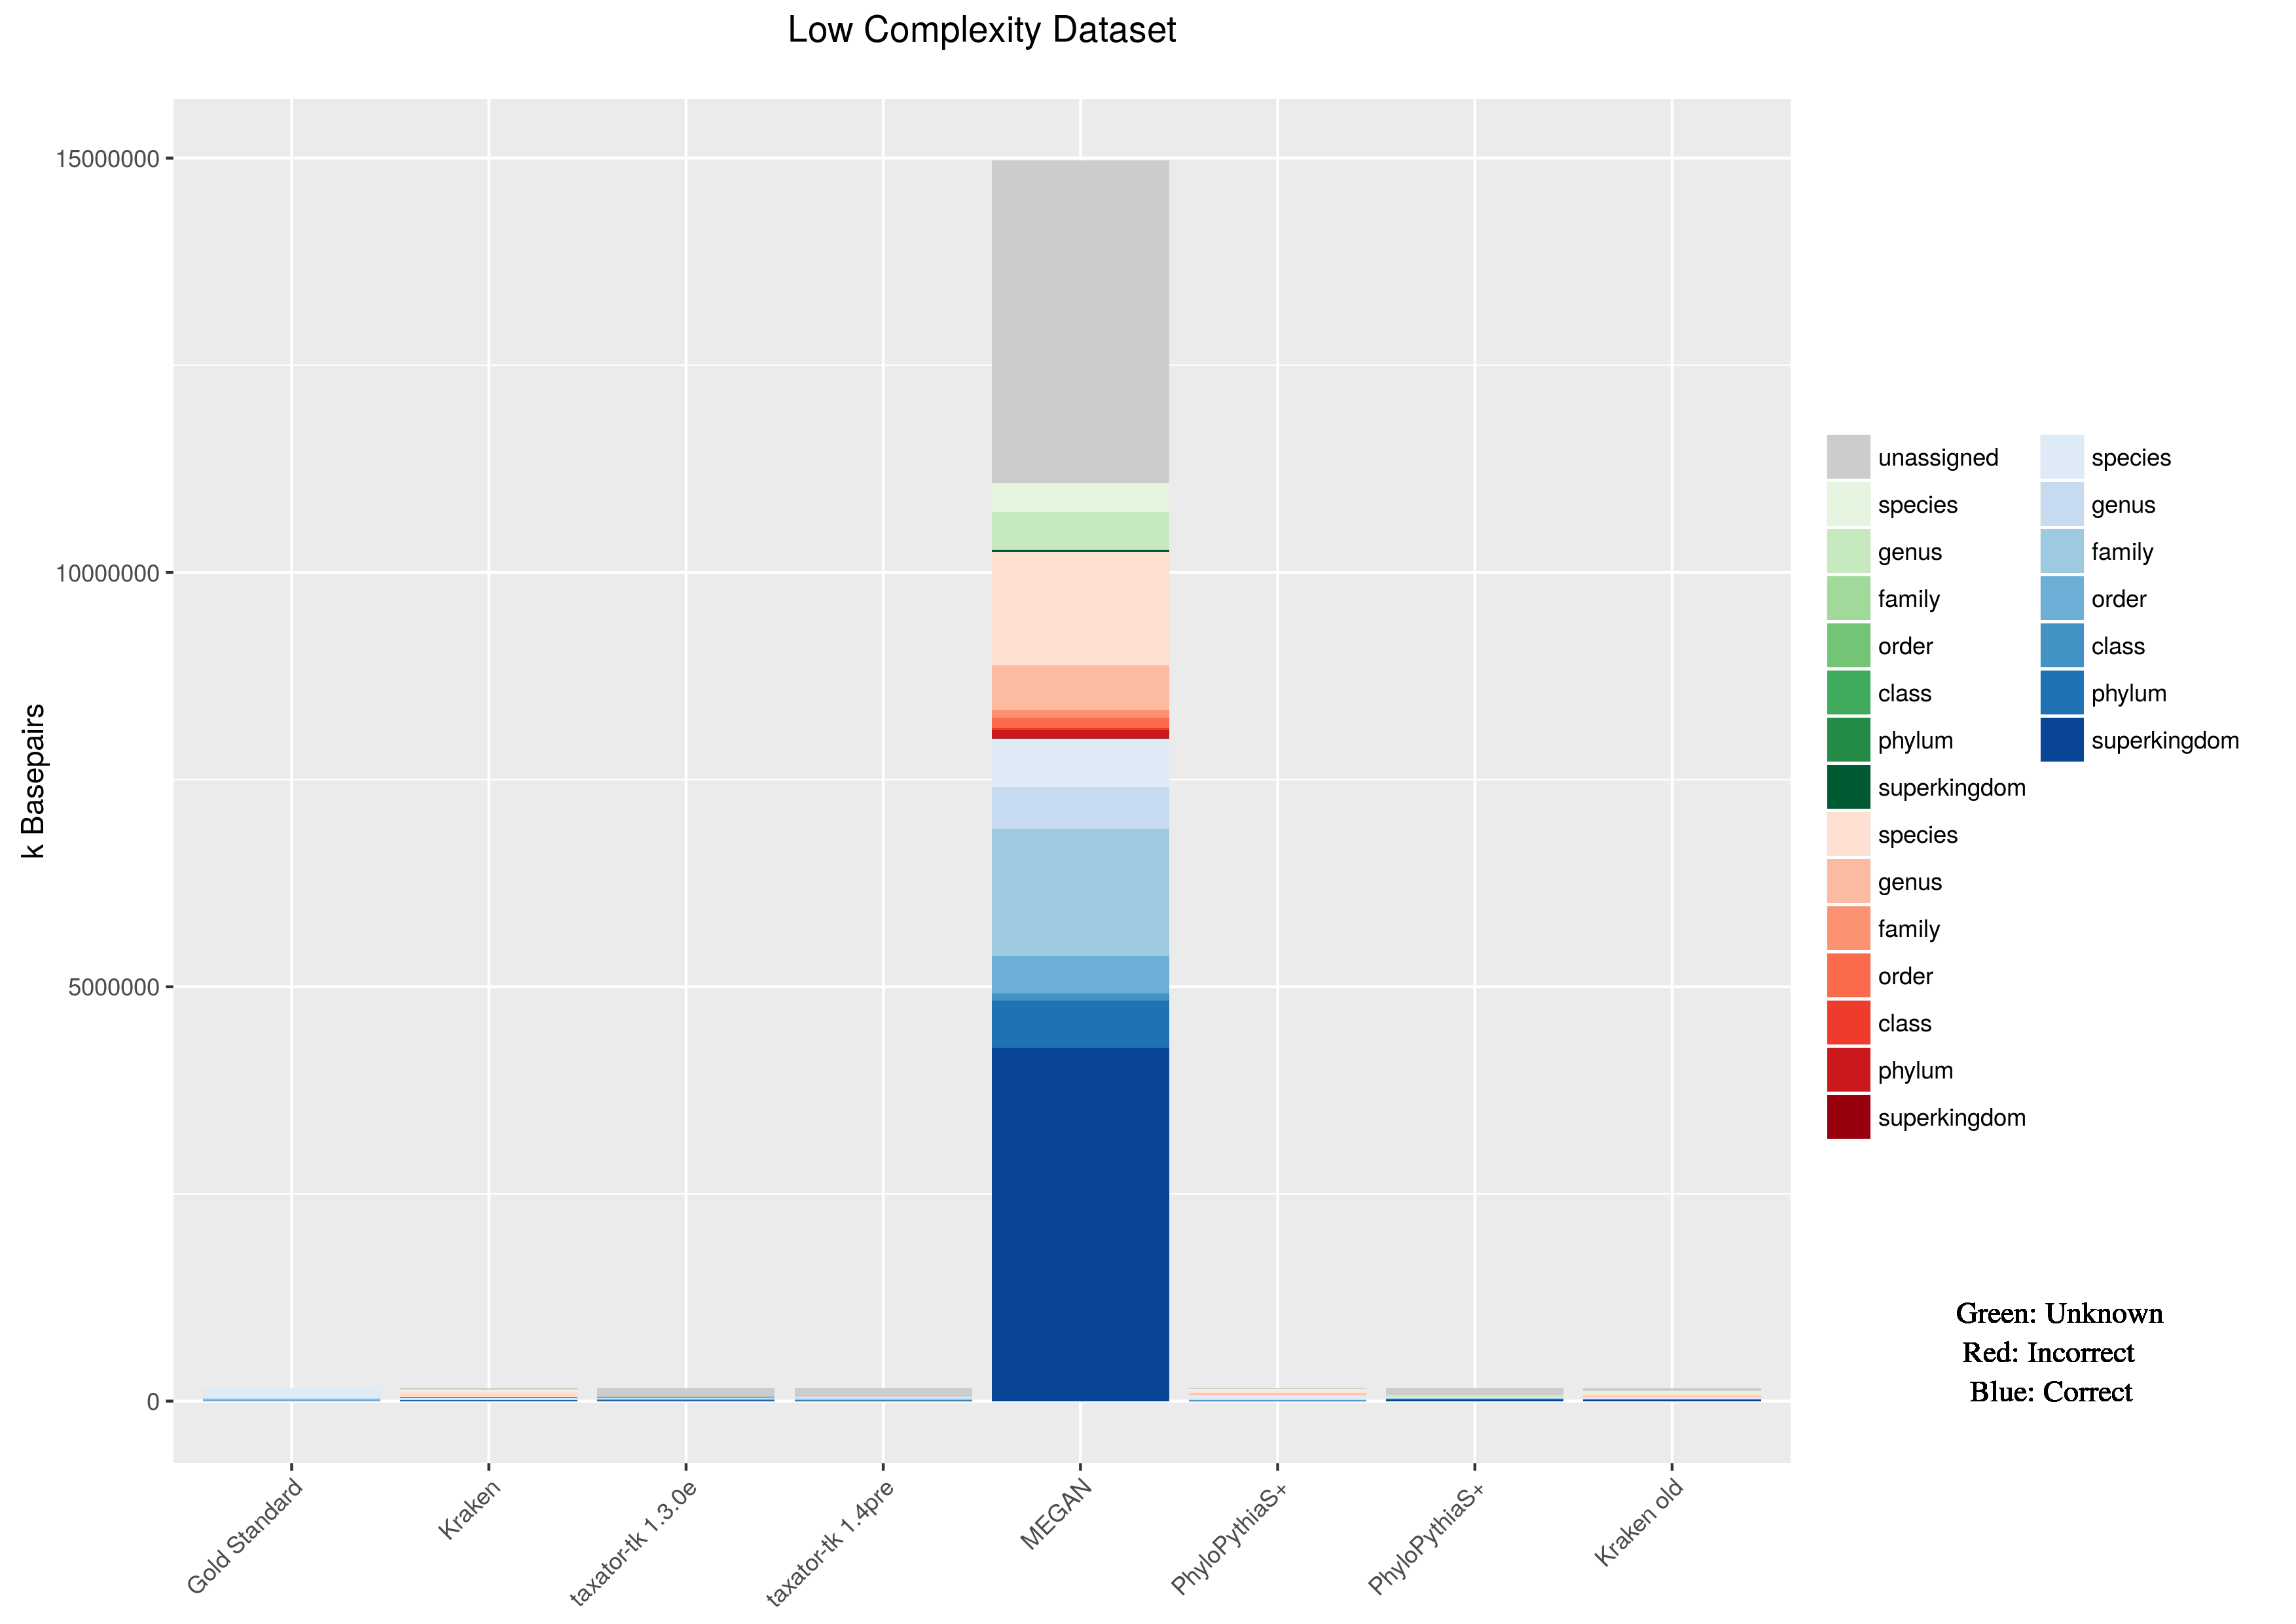 Low Complexity Dataset
k Basepairs
15000000
10000000
5000000
0
Gold Standard
Kraken
taxator-tk 1.3.0e
taxator-tk 1.4pre
MEGAN
PhyloPythiaS+
PhyloPythiaS+
Kraken old
unassigned
species
genus
family
order
class
phylum
superkingdom
species
genus
family
order
class
phylum
superkingdom
species
genus
family
order
class
phylum
superkingdom
Green: Unknown
Red: Incorrect
Blue: Correct